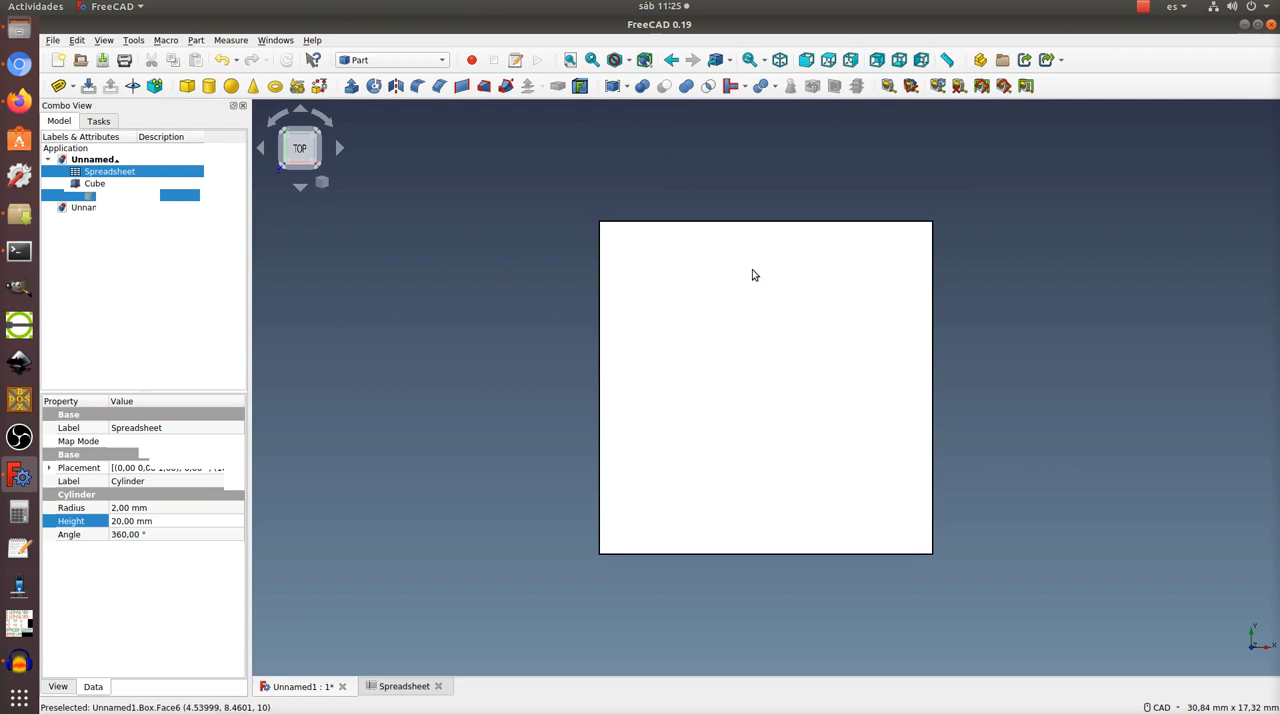 Actividades FreeCAD sáb 11:25 es
FreeCAD 0.19
File Edit View Tools Macro Part Measure Windows Help
Part
Combo View
Model Tasks
Labels & Attributes Description
Application
Unnamed
Spreadsheet
Cube
Unnan
TOP
Property Value
Base
Label Spreadsheet
Map Mode
Base
Placement
Label Cylinder
Cylinder
Radius 2,00 mm
Height 20,00 mm
Angle 360,00 °
View Data
Unnamed1 : 1* Spreadsheet
Preselected: Unnamed1.Box.Face6 (4.53999, 8.4601, 10) CAD 30,84 mm x 17,32 mm
Y
X
Z